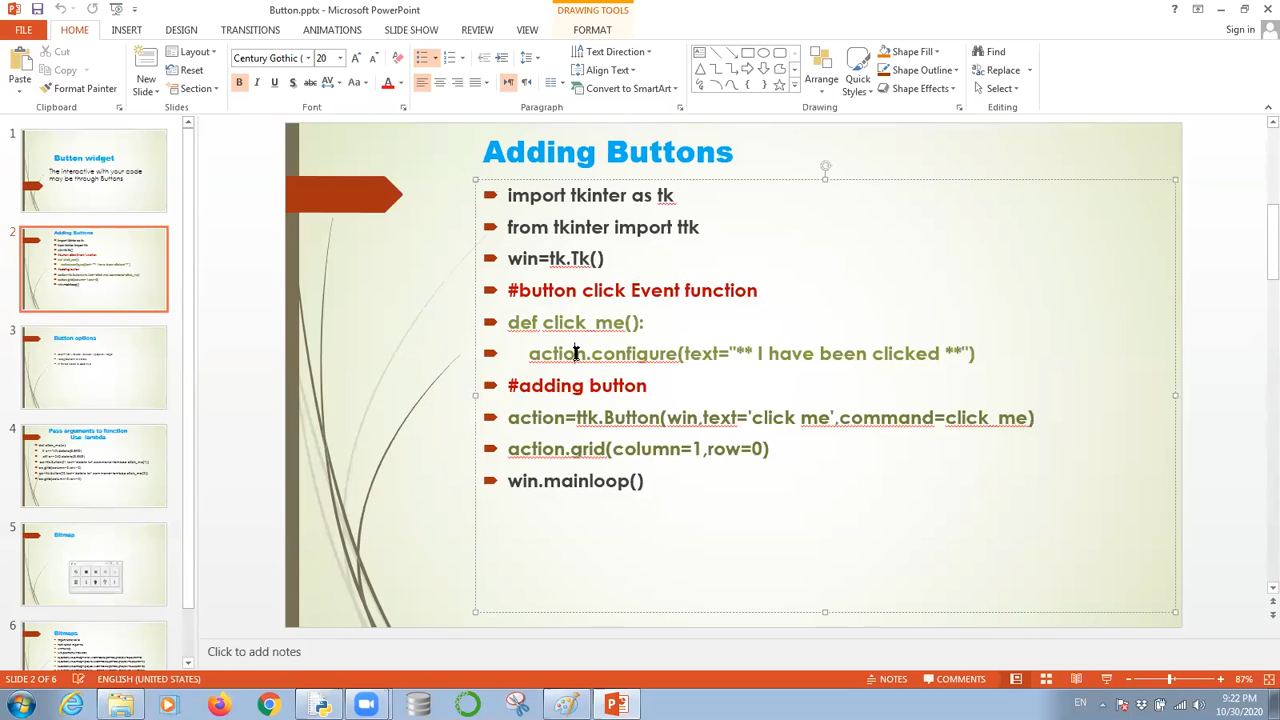 Button.pptx - Microsoft PowerPoint
DRAWING TOOLS
Sign in
FILE HOME INSERT DESIGN TRANSITIONS ANIMATIONS SLIDE SHOW REVIEW VIEW FORMAT
Paste
Cut
Copy
Format Painter
Clipboard
New Slide
Layout
Reset
Section
Slides
Century Gothic ( 20
Font
Text Direction
Align Text
Convert to SmartArt
Paragraph
Arrange
Quick Styles
Shape Fill
Shape Outline
Shape Effects
Drawing
Find
Replace
Select
Editing
1
Button widget
The interactive with your code
may be through Buttons
2
Adding Buttons
3
Button options
4
Pass arguments to function
Use lambda
5
Bitmap
6
Bitmaps
Adding Buttons
import tkinter as tk
from tkinter import ttk
win=tk.Tk()
#button click Event function
def click_me():
action.configure(text="** I have been clicked **")
#adding button
action=ttk.Button(win,text='click me',command=click_me)
action.grid(column=1,row=0)
win.mainloop()
Click to add notes
SLIDE 2 OF 6
ENGLISH (UNITED STATES)
NOTES
COMMENTS
87%
EN
9:22 PM
10/30/2020